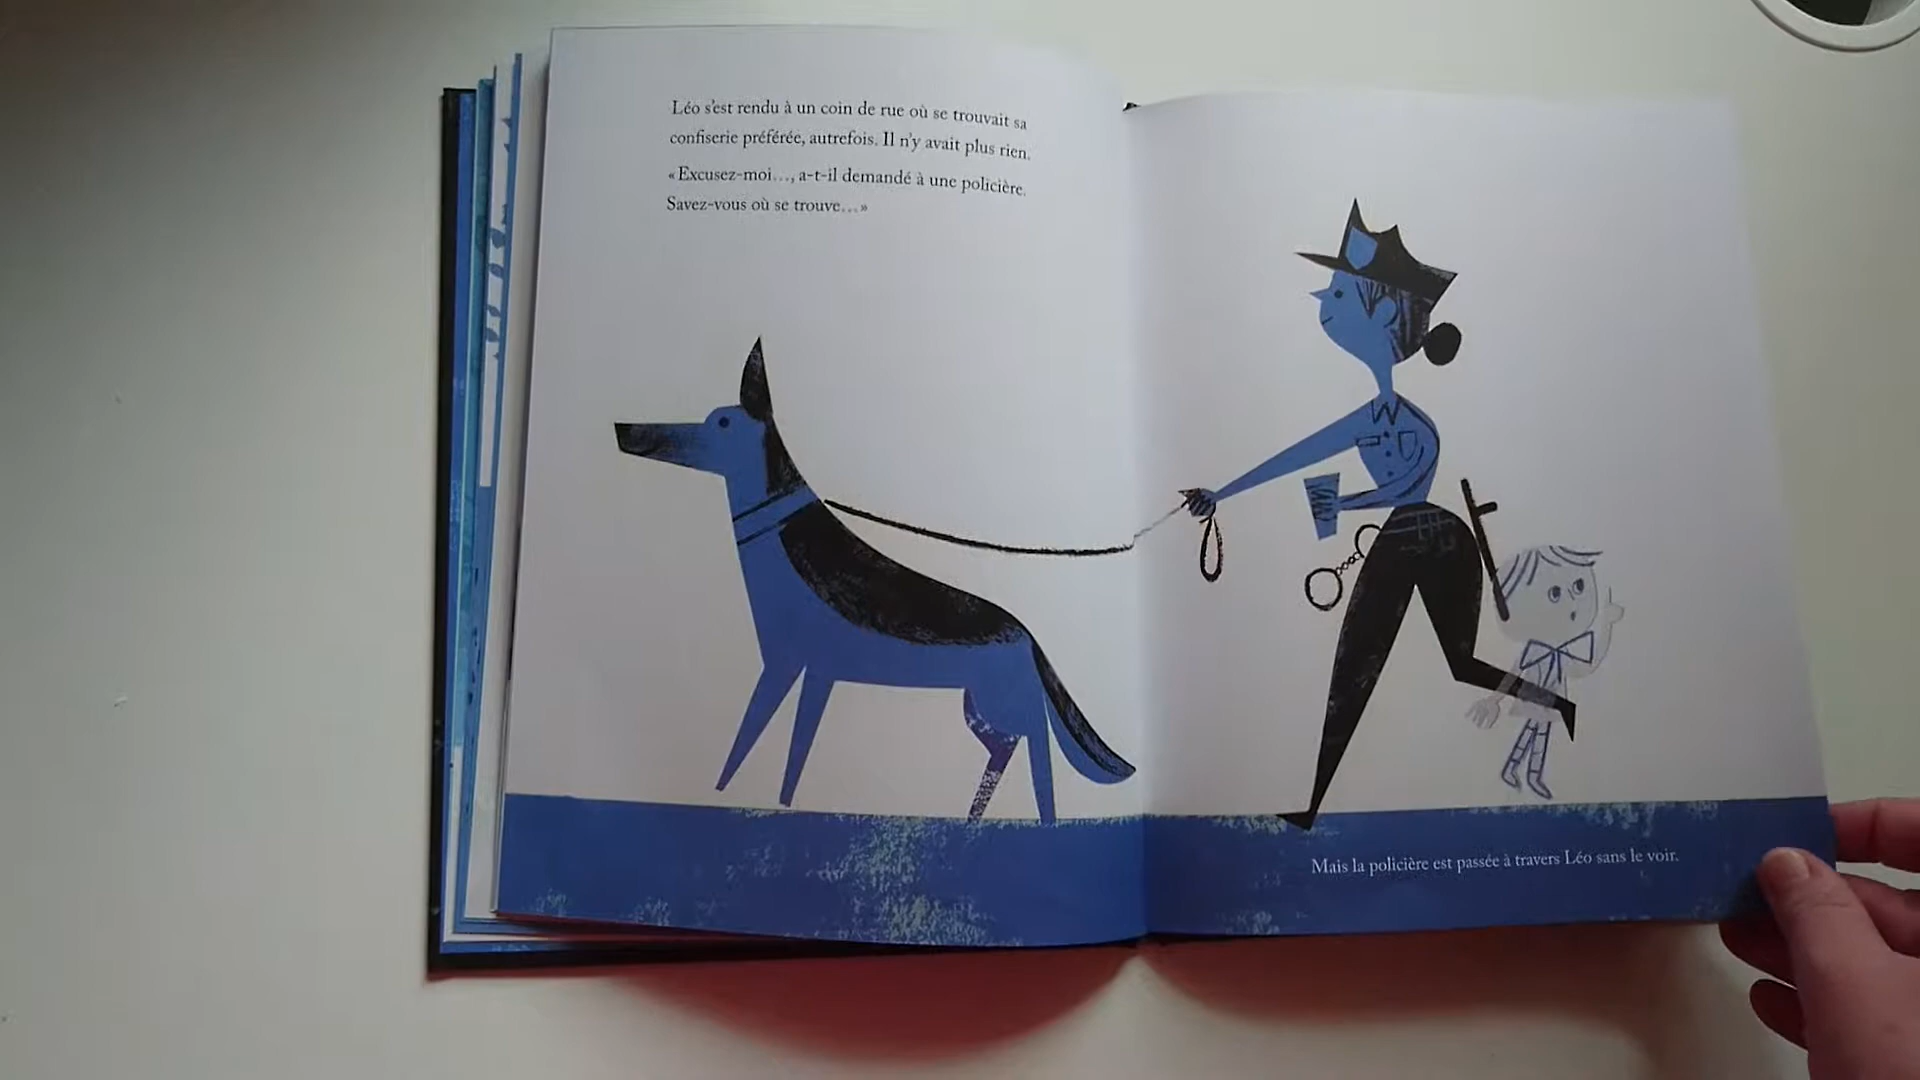 Léo s'est rendu à un coin de rue où se trouvait sa
confiserie préférée, autrefois. Il n'y avait plus rien.
« Excusez-moi…, a-t-il demandé à une policière.
Savez-vous où se trouve… »
Mais la policière est passée à travers Léo sans le voir.